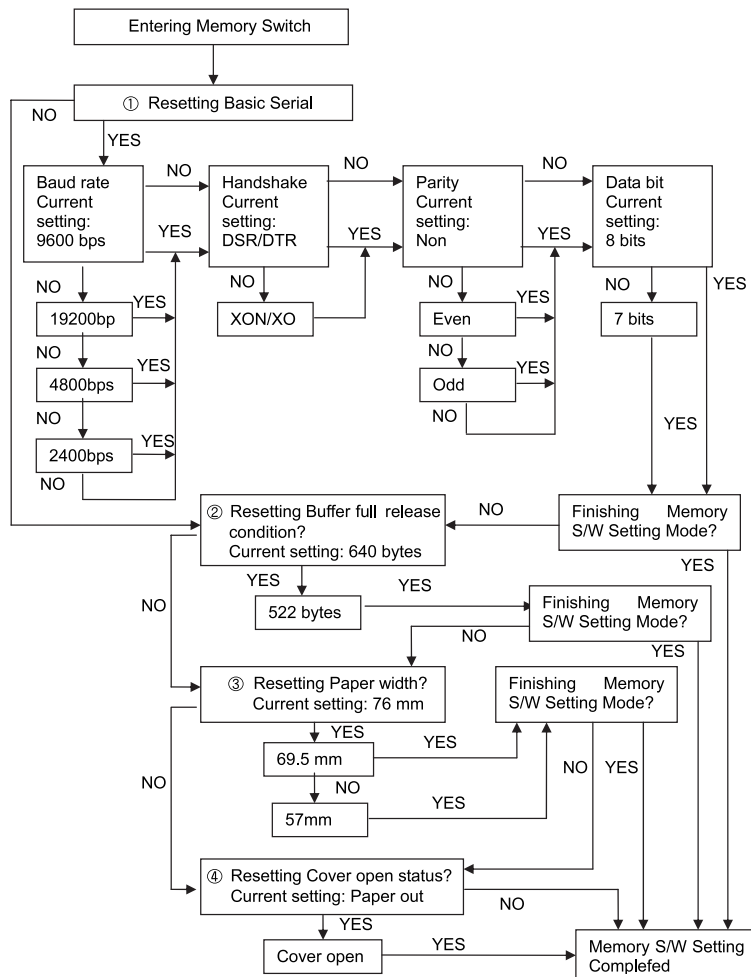 Entering Memory Switch
① Resetting Basic Serial
NO
YES
Baud rate
Current
setting:
9600 bps
NO
YES
Handshake
Current
setting:
DSR/DTR
NO
YES
Parity
Current
setting:
Non
NO
YES
Data bit
Current
setting:
8 bits
NO
19200bp
YES
NO
4800bps
YES
NO
2400bps
YES
NO
NO
XON/XO
NO
Even
YES
NO
Odd
YES
NO
NO
7 bits
YES
YES
② Resetting Buffer full release
condition?
Current setting: 640 bytes
NO
Finishing Memory
S/W Setting Mode?
YES
YES
522 bytes
YES
Finishing Memory
S/W Setting Mode?
NO
YES
NO
③ Resetting Paper width?
Current setting: 76 mm
Finishing Memory
S/W Setting Mode?
YES
69.5 mm
YES
NO
57mm
YES
NO
YES
NO
④ Resetting Cover open status?
Current setting: Paper out
NO
YES
Cover open
YES
Memory S/W Setting
Complefed